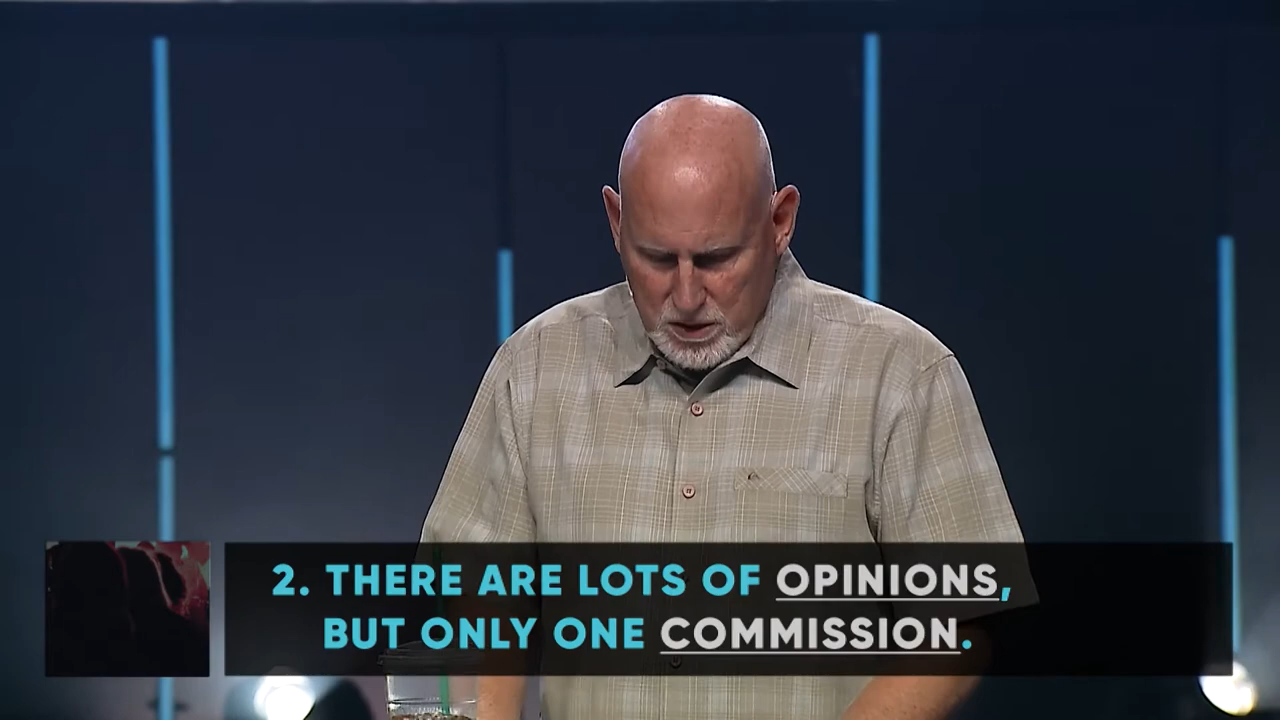 2. THERE ARE LOTS OF OPINIONS,
BUT ONLY ONE COMMISSION.